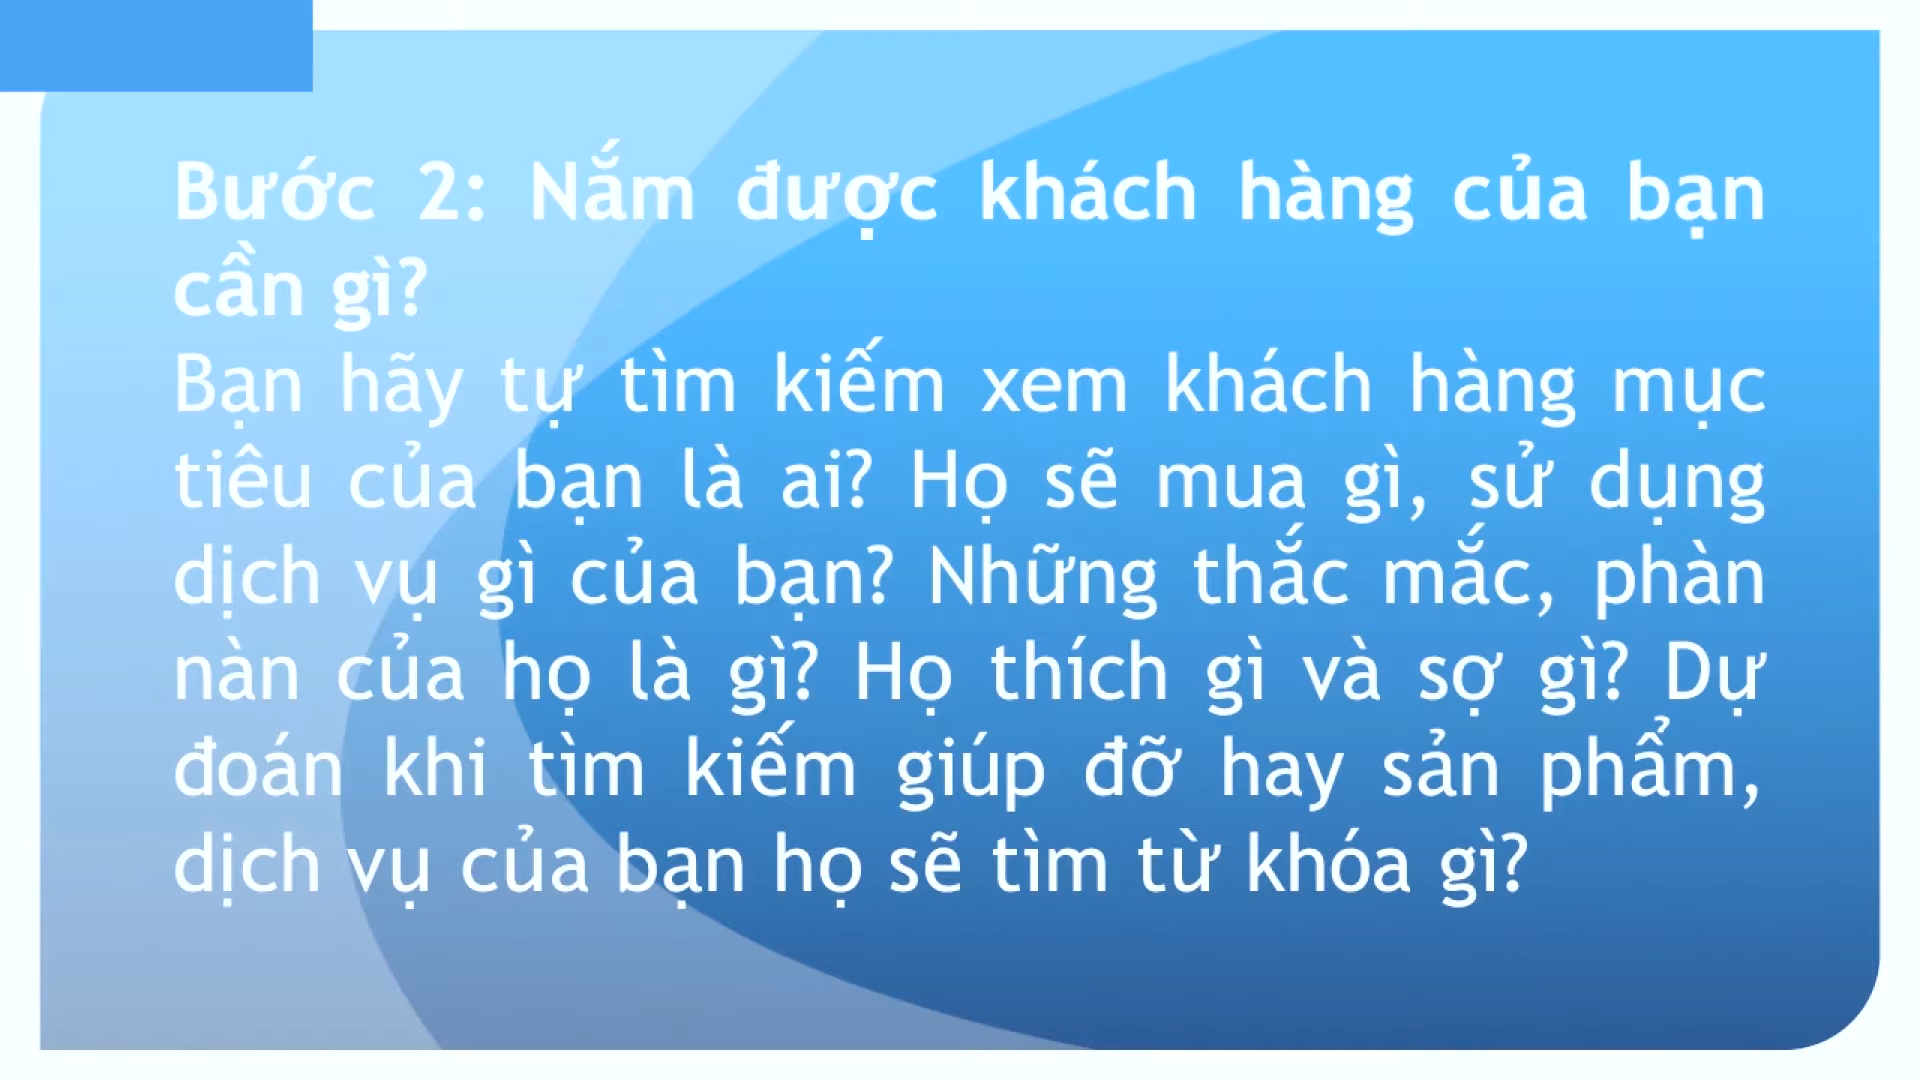 Bước 2: Nắm được khách hàng của bạn
cần gì?
Bạn hãy tự tìm kiếm xem khách hàng mục
tiêu của bạn là ai? Họ sẽ mua gì, sử dụng
dịch vụ gì của bạn? Những thắc mắc, phàn
nàn của họ là gì? Họ thích gì và sợ gì? Dự
đoán khi tìm kiếm giúp đỡ hay sản phẩm,
dịch vụ của bạn họ sẽ tìm từ khóa gì?